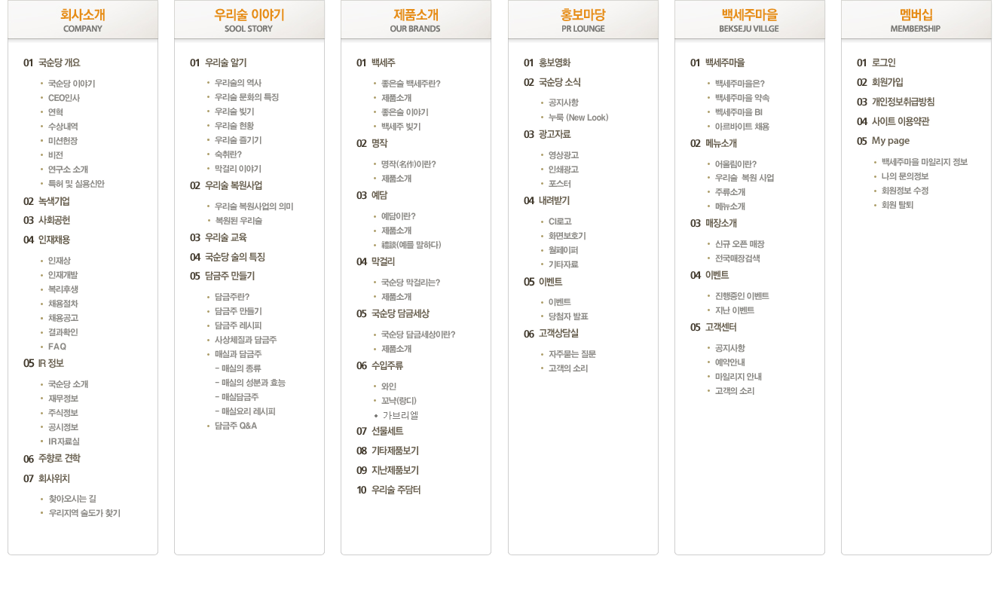 회사소개
COMPANY
01 국순당 개요
• 국순당 이야기
• CEO인사
• 연혁
• 수상내역
• 미션헌장
• 비전
• 연구소 소개
• 특허 및 실용신안
02 녹색기업
03 사회공헌
04 인재채용
• 인재상
• 인재개발
• 복리후생
• 채용절차
• 채용공고
• 결과확인
• FAQ
05 IR 정보
• 국순당 소개
• 재무정보
• 주식정보
• 공시정보
• IR자료실
06 주향로 견학
07 회사위치
• 찾아오시는 길
• 우리지역 술도가 찾기
우리술 이야기
SOOL STORY
01 우리술 알기
• 우리술의 역사
• 우리술 문화의 특징
• 우리술 빚기
• 우리술 현황
• 우리술 즐기기
• 숙취란?
• 막걸리 이야기
02 우리술 복원사업
• 우리술 복원사업의 의미
• 복원된 우리술
03 우리술 교육
04 국순당 술의 특징
05 담금주 만들기
• 담금주란?
• 담금주 만들기
• 담금주 레시피
• 사상체질과 담금주
• 매실과 담금주
- 매실의 종류
- 매실의 성분과 효능
- 매실담금주
- 매실요리 레시피
• 담금주 Q&A
제품소개
OUR BRANDS
01 백세주
• 좋은술 백세주란?
• 제품소개
• 좋은술 이야기
• 백세주 빚기
02 명작
• 명작(名作)이란?
• 제품소개
03 예담
• 예담이란?
• 제품소개
• 禮談(예를 말하다)
04 막걸리
• 국순당 막걸리는?
• 제품소개
05 국순당 담금세상
• 국순당 담금세상이란?
• 제품소개
06 수입주류
• 와인
• 꼬냑(랑디)
• 가브리엘
07 선물세트
08 기타제품보기
09 지난제품보기
10 우리술 주담터
홍보마당
PR LOUNGE
01 홍보영화
02 국순당 소식
• 공지사항
• 누룩 (New Look)
03 광고자료
• 영상광고
• 인쇄광고
• 포스터
04 내려받기
• CI로고
• 화면보호기
• 월페이퍼
• 기타자료
05 이벤트
• 이벤트
• 당첨자 발표
06 고객상담실
• 자주묻는 질문
• 고객의 소리
백세주마을
BEKSEJU VILLGE
01 백세주마을
• 백세주마을은?
• 백세주마을 약속
• 백세주마을 BI
• 아르바이트 채용
02 메뉴소개
• 어울림이란?
• 우리술 복원 사업
• 주류소개
• 메뉴소개
03 매장소개
• 신규 오픈 매장
• 전국매장검색
04 이벤트
• 진행중인 이벤트
• 지난 이벤트
05 고객센터
• 공지사항
• 예약안내
• 마일리지 안내
• 고객의 소리
멤버십
MEMBERSHIP
01 로그인
02 회원가입
03 개인정보취급방침
04 사이트 이용약관
05 My page
• 백세주마을 마일리지 정보
• 나의 문의정보
• 회원정보 수정
• 회원 탈퇴